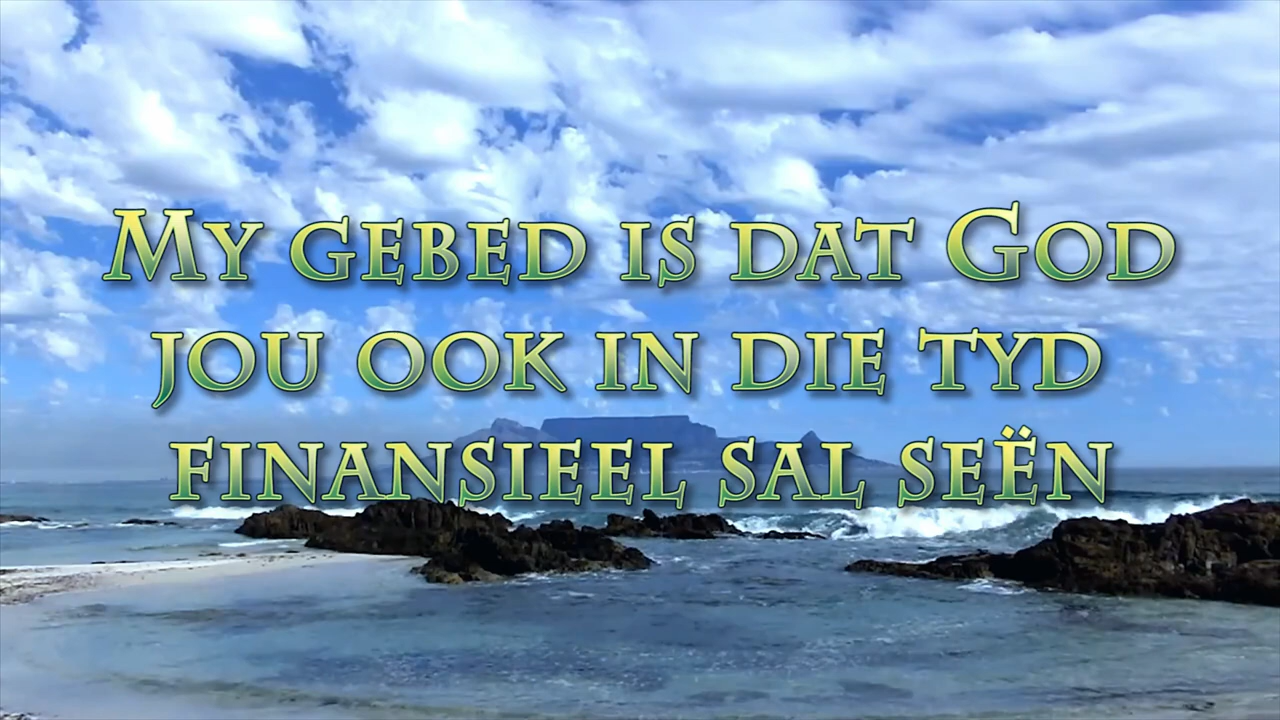 My gebed is dat God
jou ook in die tyd
finansieel sal seën